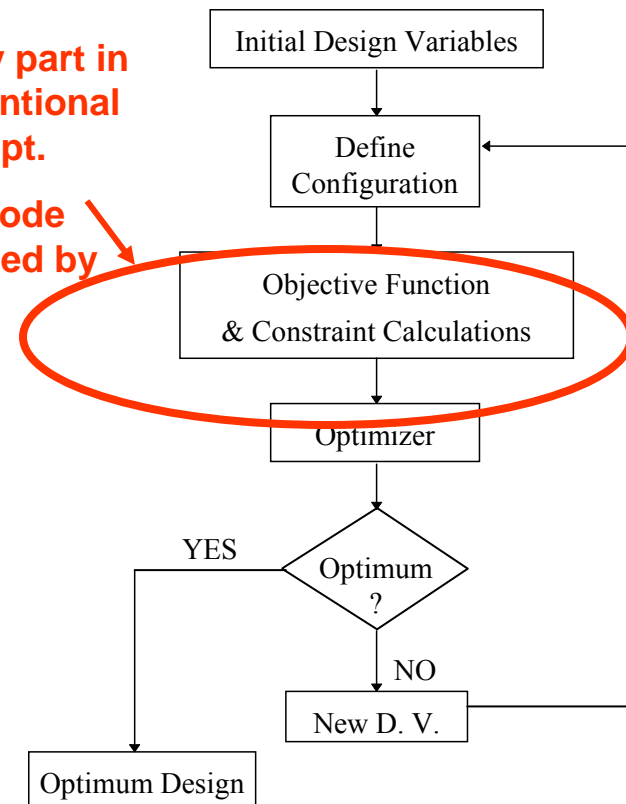 Initial Design Variables
part in
ntional
pt.
Define
Configuration
ode
ed by
Objective Function
& Constraint Calculations
Optimizer
YES
Optimum
?
NO
New D. V.
Optimum Design